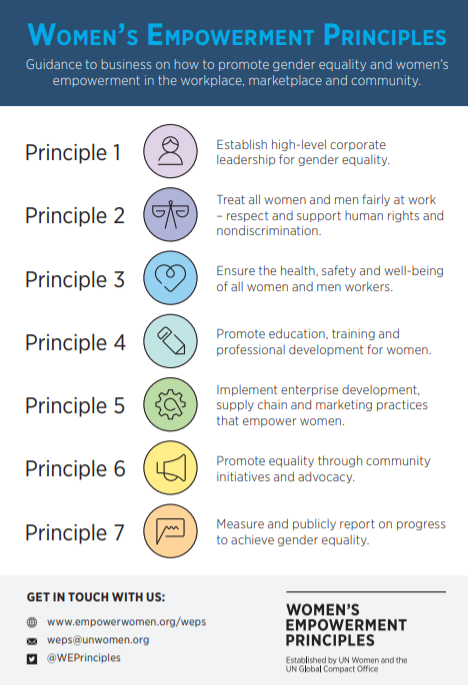 WOMEN'S EMPOWERMENT PRINCIPLES
Guidance to business on how to promote gender equality and women's
empowerment in the workplace, marketplace and community.
Principle 1
Establish high-level corporate
leadership for gender equality.
Principle 2
Treat all women and men fairly at work
– respect and support human rights and
nondiscrimination.
Principle 3
Ensure the health, safety and well-being
of all women and men workers.
Principle 4
Promote education, training and
professional development for women.
Principle 5
Implement enterprise development,
supply chain and marketing practices
that empower women.
Principle 6
Promote equality through community
initiatives and advocacy.
Principle 7
Measure and publicly report on progress
to achieve gender equality.
GET IN TOUCH WITH US:
www.empowerwomen.org/weps
weps@unwomen.org
@WEPrinciples
WOMEN'S
EMPOWERMENT
PRINCIPLES
Established by UN Women and the
UN Global Compact Office